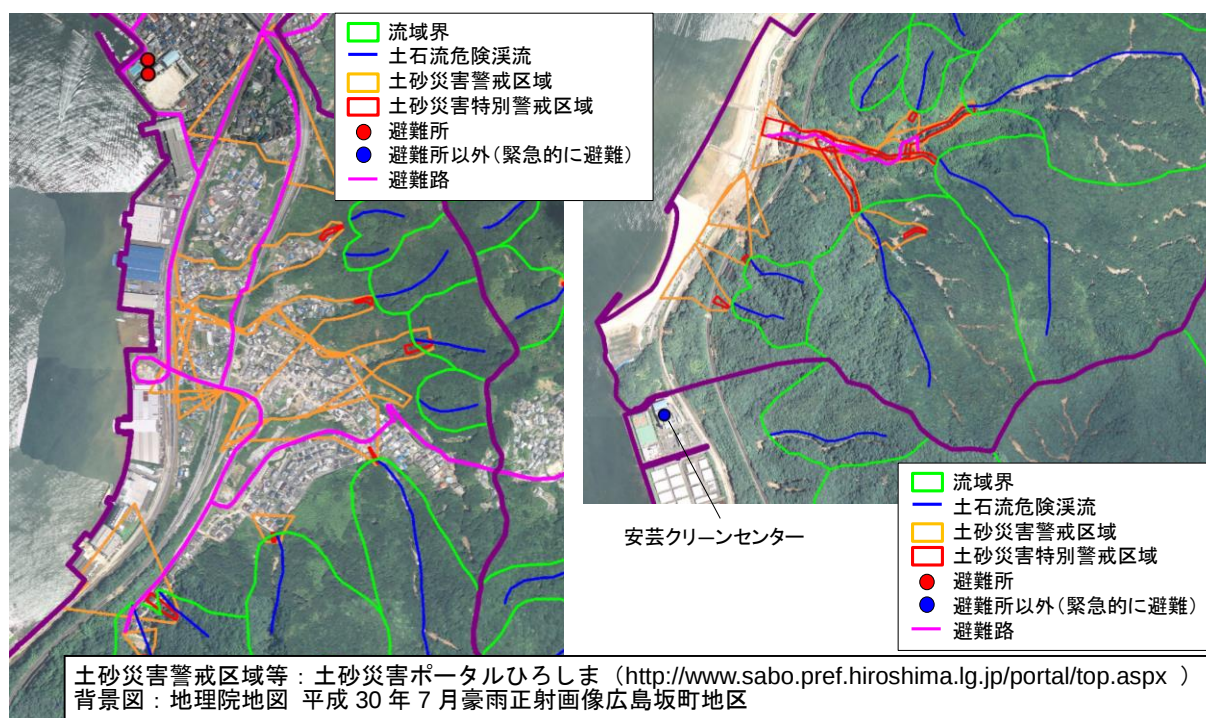 流域界
土石流危険渓流
土砂災害警戒区域
土砂災害特別警戒区域
避難所
避難所以外（緊急的に避難）
避難路
安芸クリーンセンター
流域界
土石流危険渓流
土砂災害警戒区域
土砂災害特別警戒区域
避難所
避難所以外（緊急的に避難）
避難路
土砂災害警戒区域等：土砂災害ポータルひろしま（http://www.sabo.pref.hiroshima.lg.jp/portal/top.aspx ）
背景図：地理院地図 平成 30 年 7 月豪雨正射画像広島坂町地区